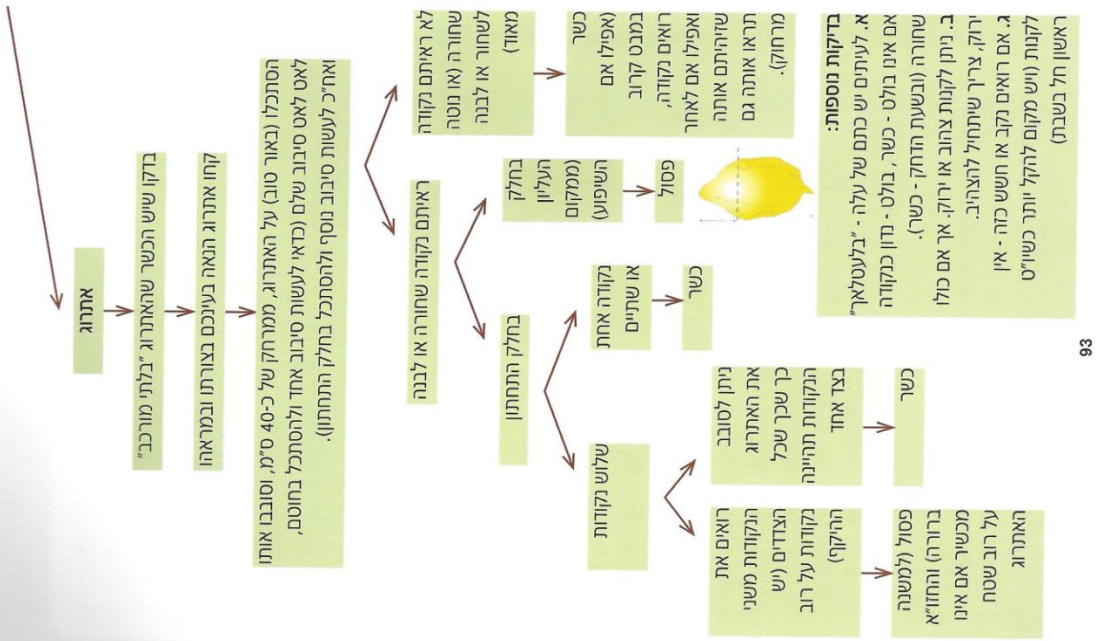 אתרוג
בדקו שיש הכשר שהאתרוג "בלתי מורכב"
קנו אתרוג הנאה בעיניכם בצורתו ובמראהו
הסתכלו (באור טוב) על האתרוג, ממרחק של כ-40 ס"מ, וסובבו אותו
לאט לאט סיבוב שלם (כדאי לעשות סיבוב אחד ולהסתכל בחוטם,
ואח"כ לעשות סיבוב נוסף ולהסתכל בחלק התחתון).
לא ראיתם נקודה
שחורה (או נוטה
לשחור או לבנה
מאוד)
כשר
(אפילו אם
במבט קרוב
רואים נקודה,
ואפילו אם לאחר
שזיהיתם אותה
תראו אותה גם
מרחוק).
ראיתם נקודה שחורה או לבנה
בחלק
העליון
(ממקום
השיפוע)
פסול
בחלק התחתון
נקודה אחת
או שתים
כשר
שלוש נקודות
ניתן לסובב
את האתרוג
כך שכל
הנקודות תהיינה
בצד אחד
כשר
רואים את
הנקודות משני
הצדדים (יש
נקודות על רוב
ההיקף)
פסול (למשנה
ברורה) והחזו"א
מכשיר אם אינו
על רוב שטח
האתרוג
בדיקות נוספות:
א. לעיתים יש כתם של עלה - "בלעטלאך"
אם אינו בולט - כשר, בולט - נדון כנקודה
שחורה (ובשעת הדחק - כשר).
ב. ניתן לקנות צהוב או ירוק. אך אם כולו
ירוק, צריך שיתחיל להצהיב.
ג. אם רואים נקב או חשש כזה - אין
לקנות (ויש מקום להקל יותר כשיו"ט
ראשון חל בשבת)
93